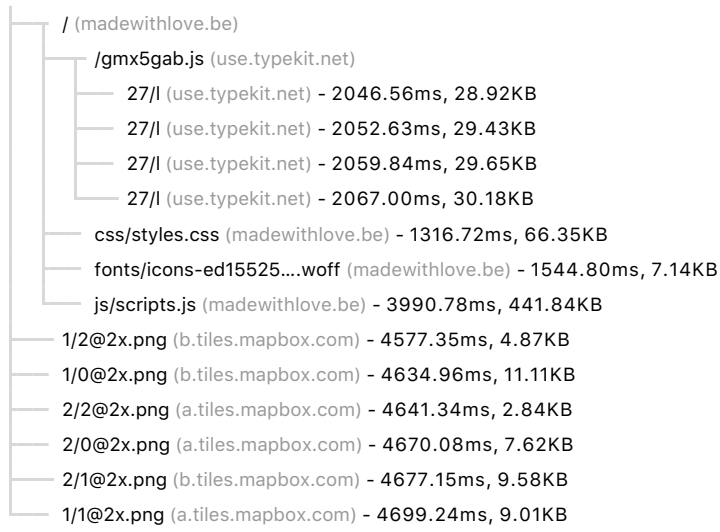 / (madewithlove.be)
/gmx5gab.js (use.typekit.net)
27/l (use.typekit.net) - 2046.56ms, 28.92KB
27/l (use.typekit.net) - 2052.63ms, 29.43KB
27/l (use.typekit.net) - 2059.84ms, 29.65KB
27/l (use.typekit.net) - 2067.00ms, 30.18KB
css/styles.css (madewithlove.be) - 1316.72ms, 66.35KB
fonts/icons-ed15525....woff (madewithlove.be) - 1544.80ms, 7.14KB
js/scripts.js (madewithlove.be) - 3990.78ms, 441.84KB
1/2@2x.png (b.tiles.mapbox.com) - 4577.35ms, 4.87KB
1/0@2x.png (b.tiles.mapbox.com) - 4634.96ms, 11.11KB
2/2@2x.png (a.tiles.mapbox.com) - 4641.34ms, 2.84KB
2/0@2x.png (a.tiles.mapbox.com) - 4670.08ms, 7.62KB
2/1@2x.png (b.tiles.mapbox.com) - 4677.15ms, 9.58KB
1/1@2x.png (a.tiles.mapbox.com) - 4699.24ms, 9.01KB